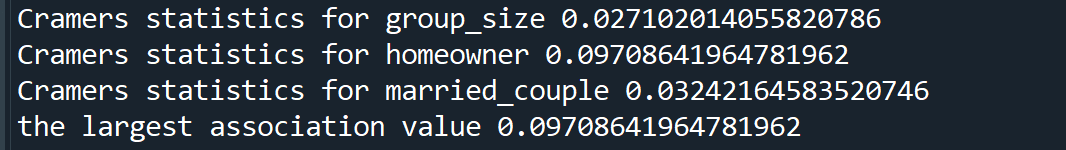 Cramers statistics for group_size 0.027102014055820786
Cramers statistics for homeowner 0.09708641964781962
Cramers statistics for married_couple 0.03242164583520746
the largest association value 0.09708641964781962